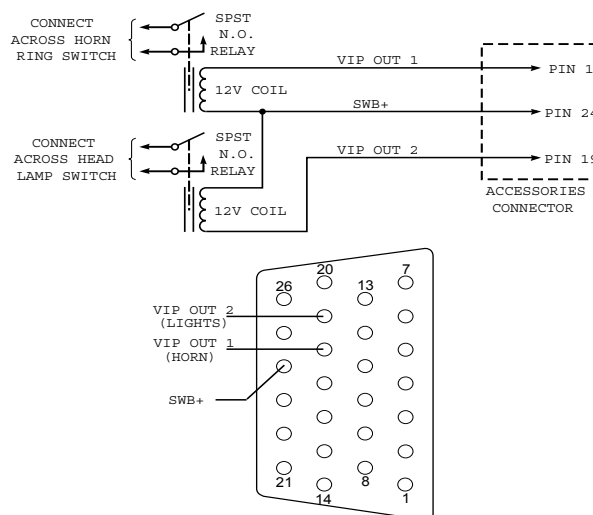 CONNECT
ACROSS HORN
RING SWITCH
SPST
N.O.
RELAY
12V COIL
VIP OUT 1
PIN 1
SWB+
PIN 24
CONNECT
ACROSS HEAD
LAMP SWITCH
SPST
N.O.
RELAY
12V COIL
VIP OUT 2
PIN 19
ACCESSORIES
CONNECTOR
20
7
26
13
VIP OUT 2
(LIGHTS)
VIP OUT 1
(HORN)
SWB+
21
8
14
1